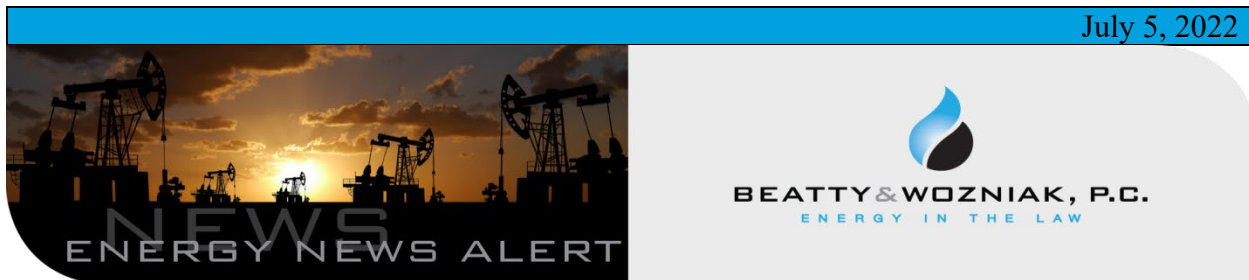 July 5, 2022
NEWS
ENERGY NEWS ALERT
BEATTY & WOZNIAK, P.C.
ENERGY IN THE LAW